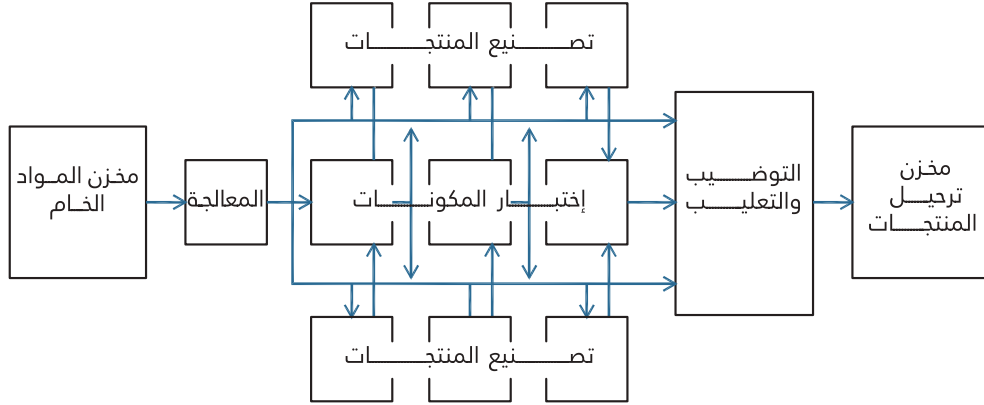 تصنيع المنتجات
مخزن المواد
الخام
المعالجة
إختبار المكونات
التوضيب
والتعليب
مخزن
ترحيل
المنتجات
تصنيع المنتجات